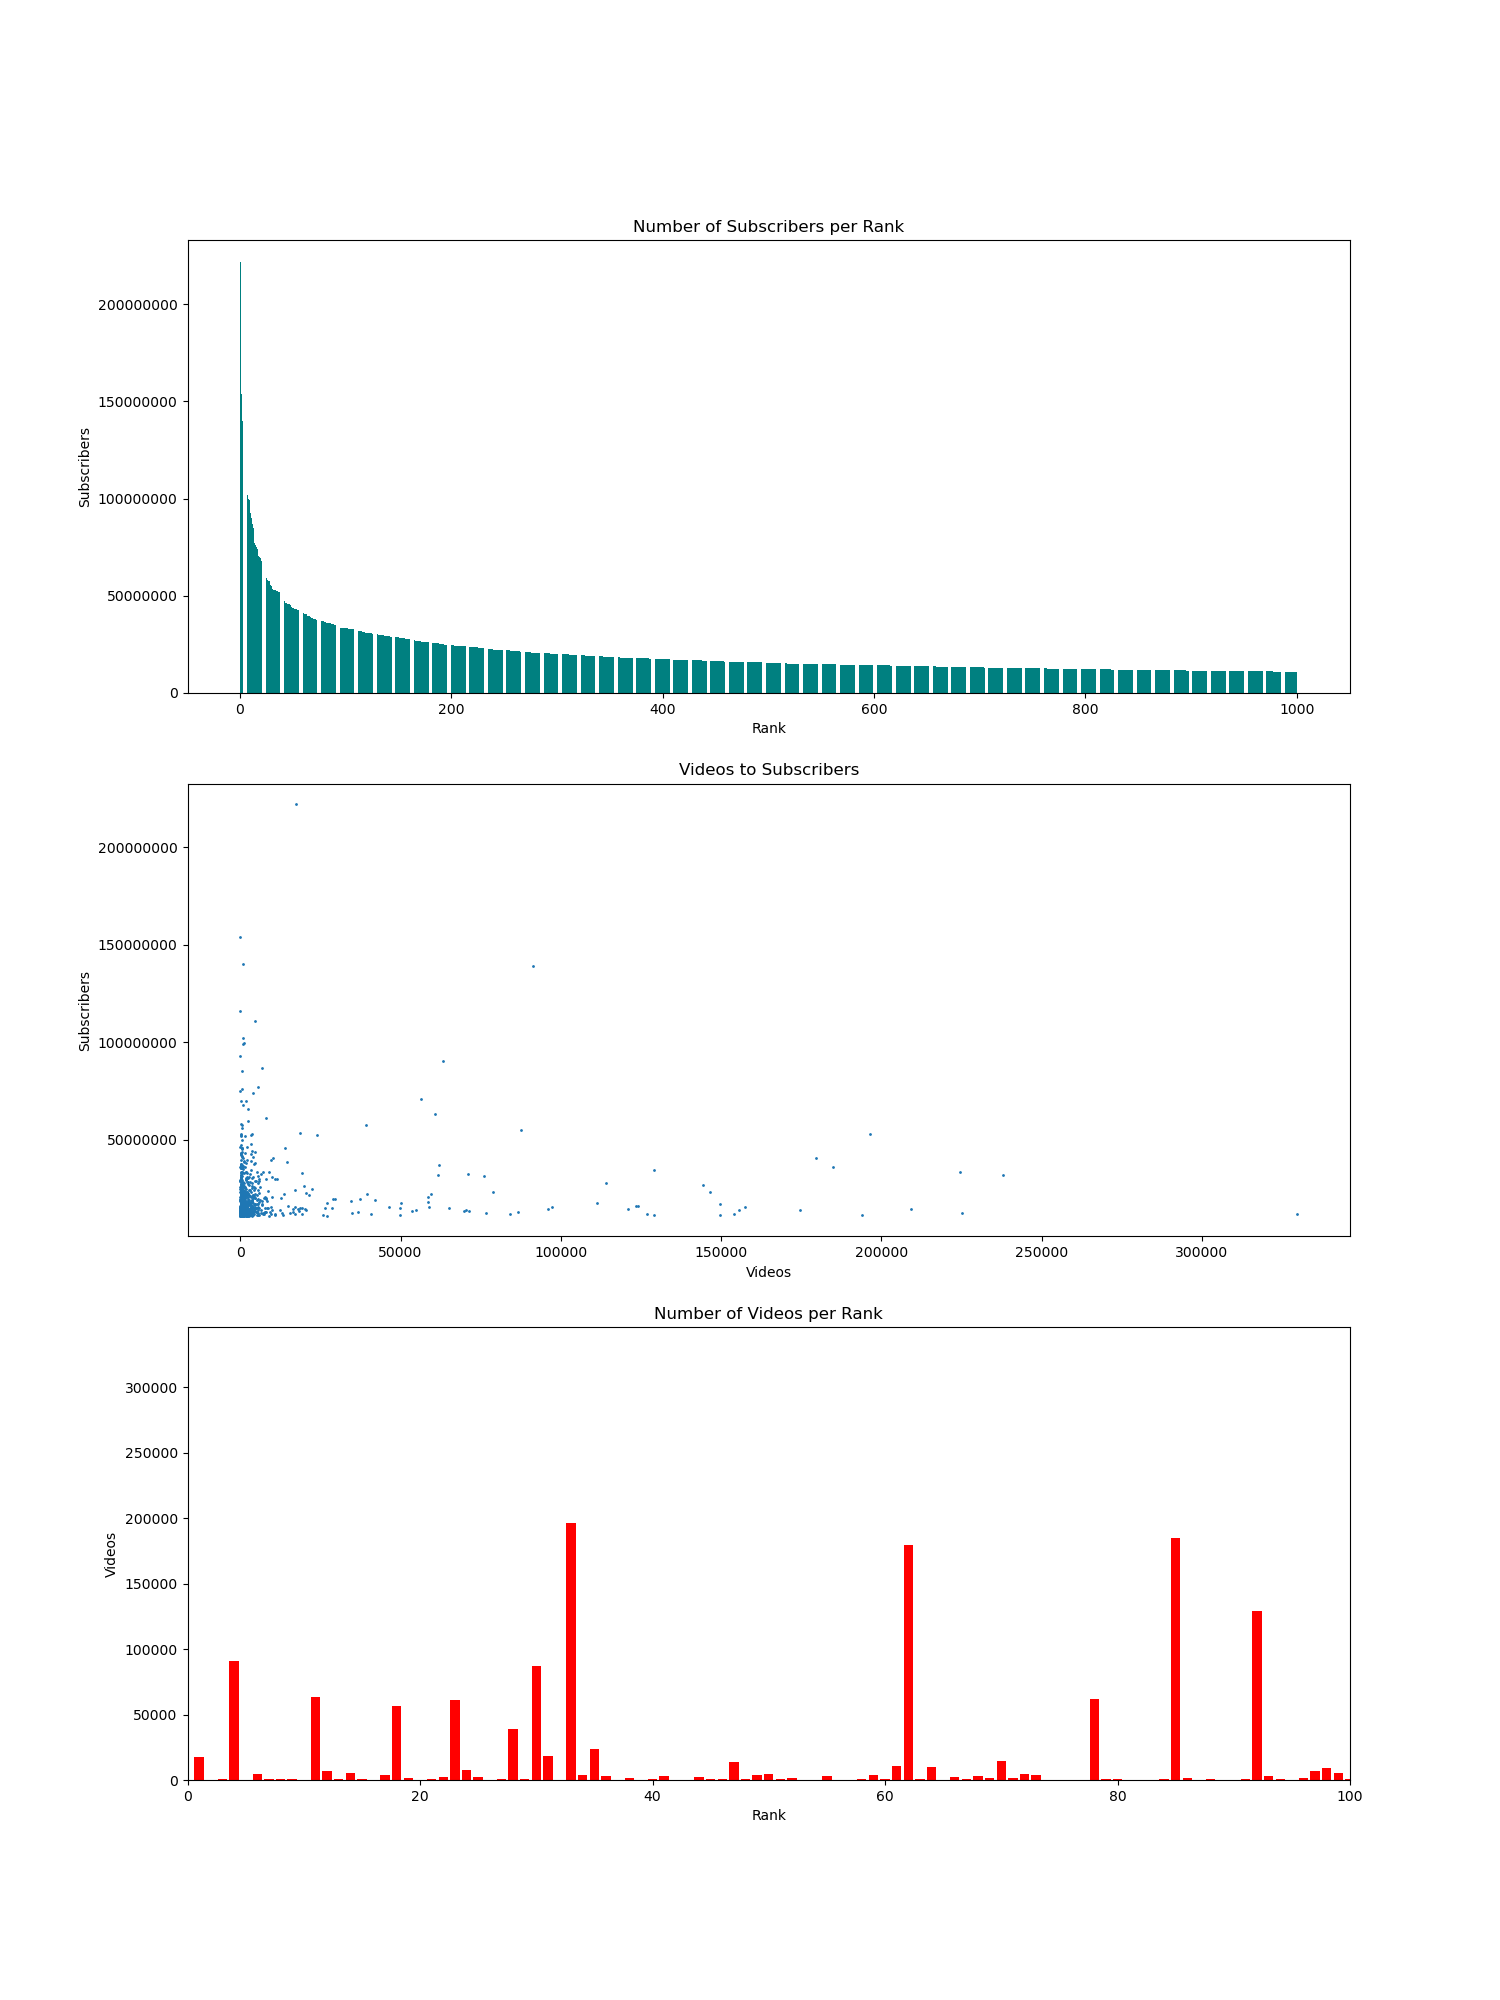 Number of Subscribers per Rank
200000000
150000000
100000000
50000000
0
Subscribers
0 200 400 600 800 1000
Rank
Videos to Subscribers
200000000
150000000
100000000
50000000
Subscribers
0 50000 100000 150000 200000 250000 300000
Videos
Number of Videos per Rank
300000
250000
200000
150000
100000
50000
0
Videos
0 20 40 60 80 100
Rank